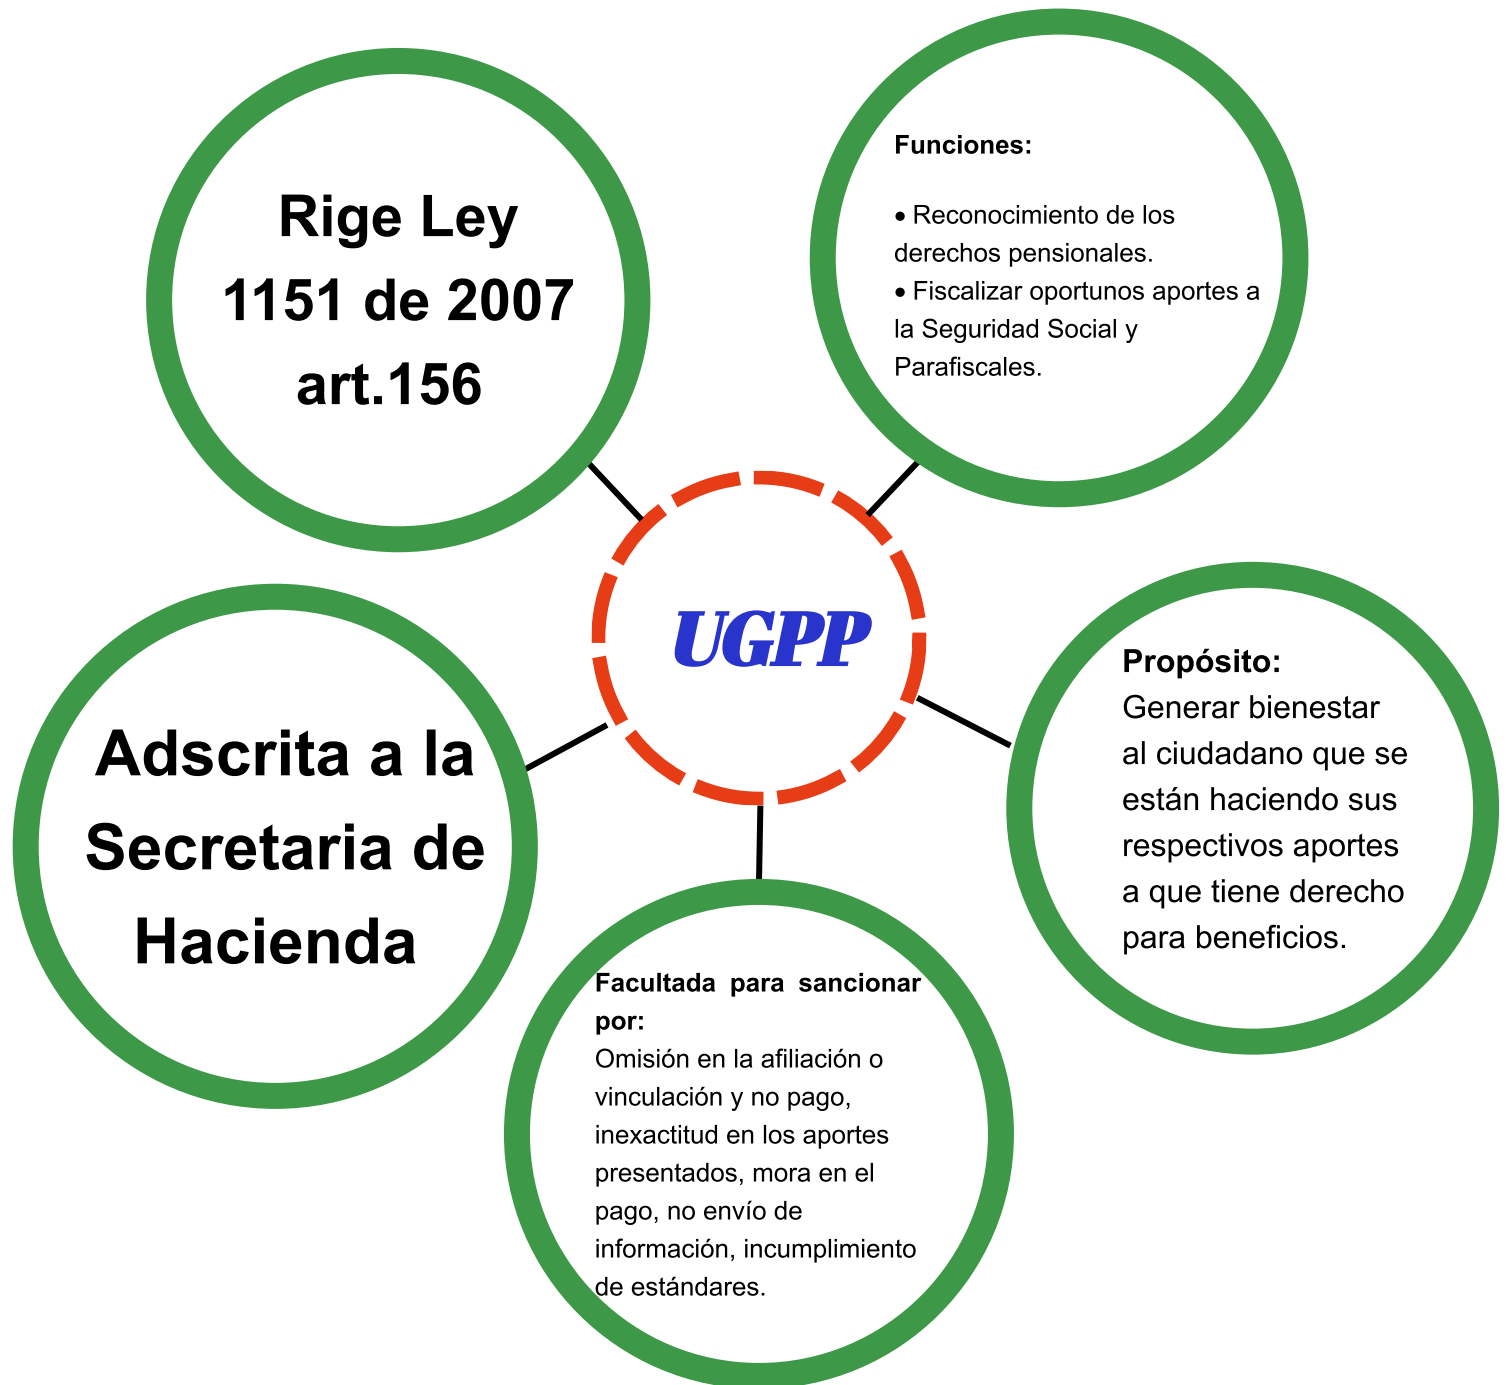 Rige Ley
1151 de 2007
art.156
Funciones:
• Reconocimiento de los
derechos pensionales.
• Fiscalizar oportunos aportes a
la Seguridad Social y
Parafiscales.
UGPP
Adscrita a la
Secretaria de
Hacienda
Propósito:
Generar bienestar
al ciudadano que se
están haciendo sus
respectivos aportes
a que tiene derecho
para beneficios.
Facultada para sancionar
por:
Omisión en la afiliación o
vinculación y no pago,
inexactitud en los aportes
presentados, mora en el
pago, no envío de
información, incumplimiento
de estándares.